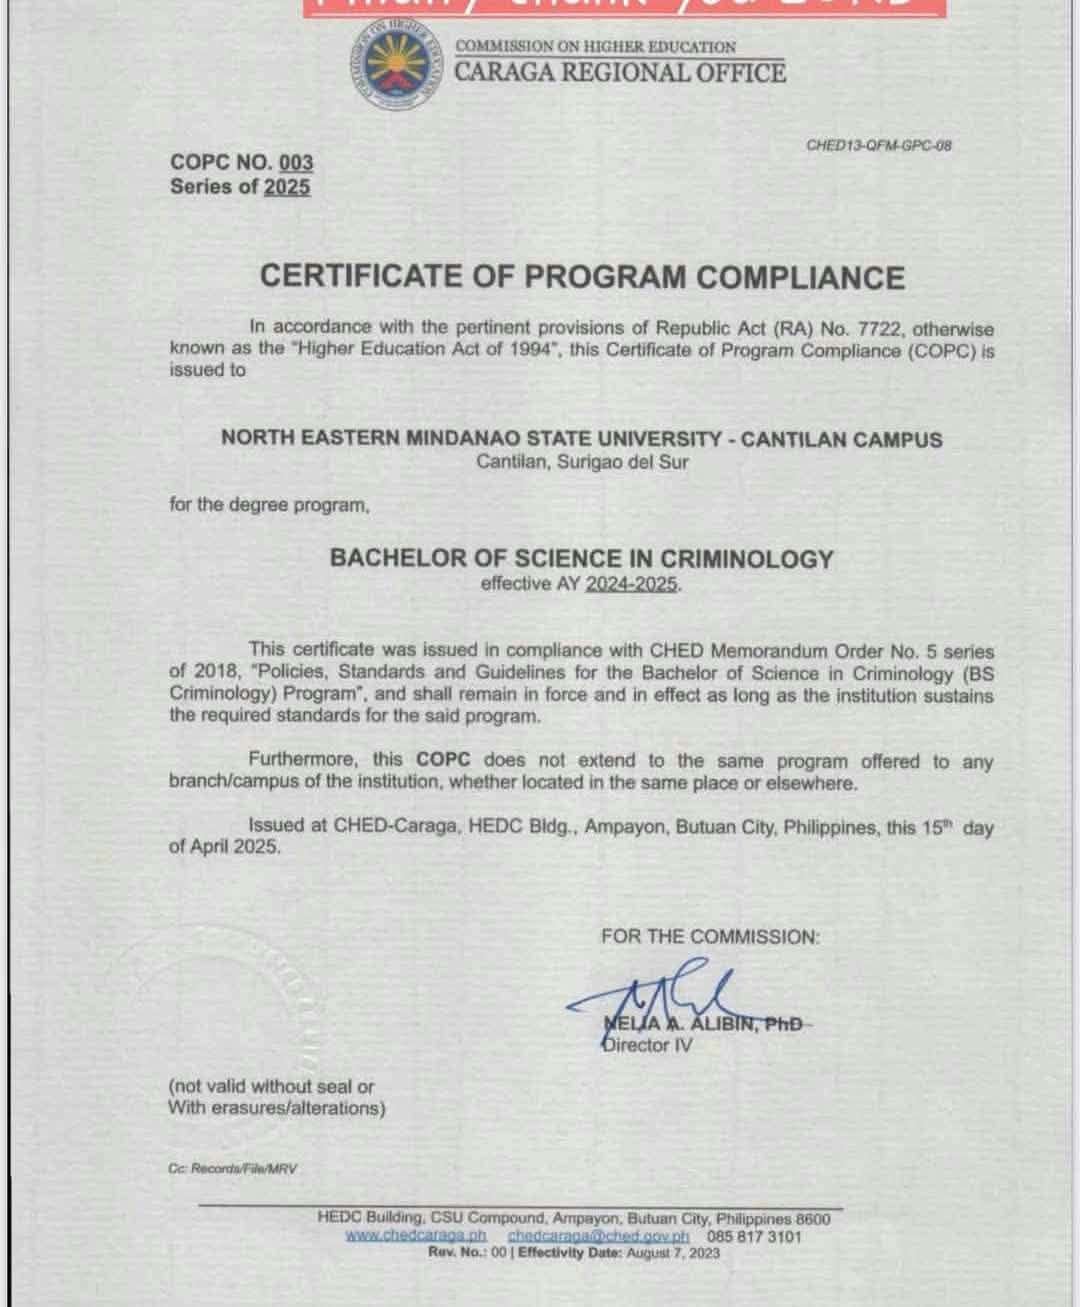 thank you LORD
COMMISSION ON HIGHER EDUCATION
CARAGA REGIONAL OFFICE
CHED13-QFM-GPC-08
COPC NO. 003
Series of 2025
CERTIFICATE OF PROGRAM COMPLIANCE
In accordance with the pertinent provisions of Republic Act (RA) No. 7722, otherwise
known as the "Higher Education Act of 1994", this Certificate of Program Compliance (COPC) is
issued to
NORTH EASTERN MINDANAO STATE UNIVERSITY - CANTILAN CAMPUS
Cantilan, Surigao del Sur
for the degree program,
BACHELOR OF SCIENCE IN CRIMINOLOGY
effective AY 2024-2025.
This certificate was issued in compliance with CHED Memorandum Order No. 5 series
of 2018, "Policies, Standards and Guidelines for the Bachelor of Science in Criminology (BS
Criminology) Program", and shall remain in force and in effect as long as the institution sustains
the required standards for the said program.
Furthermore, this COPC does not extend to the same program offered to any
branch/campus of the institution, whether located in the same place or elsewhere.
Issued at CHED-Caraga, HEDC Bldg., Ampayon, Butuan City, Philippines, this 15th day
of April 2025.
FOR THE COMMISSION:
NELIA A. ALIBIN, PhD
Director IV
(not valid without seal or
With erasures/alterations)
Cc: Records/File/MRV
HEDC Building, CSU Compound, Ampayon, Butuan City, Philippines 8600
www.chedcaraga.ph chedcaraga@ched.gov.ph 085 817 3101
Rev. No.: 00 | Effectivity Date: August 7, 2023